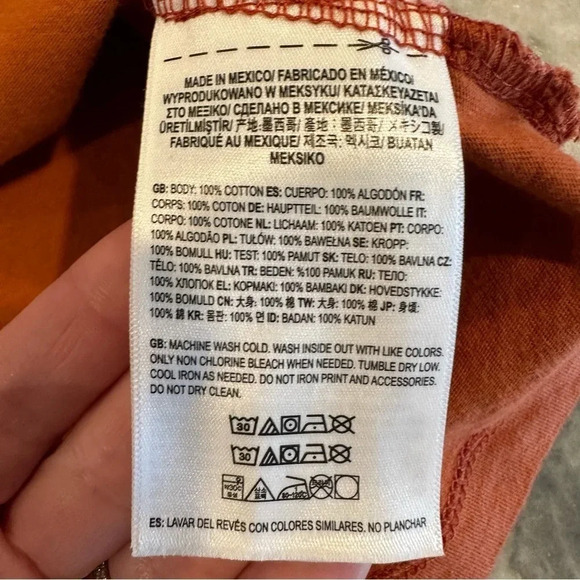 MADE IN MEXICO/ FABRICADO EN MÉXICO/
WYPRODUKOWANO W MEKSYKU/ ΚΑΤΑΣΚΕΥΑΖΕΤΑΙ
ΣΤΟ ΜΕΞΙΚΟ/ СДЕЛАНО В МЕКСИКЕ/ MEKSİKA'DA
ÜRETİLMİŞTİR/ 产地:墨西哥/ 產地:墨西哥/ メキシコ製/
FABRIQUÉ AU MEXIQUE/ 제조국: 멕시코/ BUATAN
MEKSIKO
GB: BODY: 100% COTTON ES: CUERPO: 100% ALGODÓN FR:
CORPS: 100% COTON DE: HAUPTTEIL: 100% BAUMWOLLE IT:
CORPO: 100% COTONE NL: LICHAAM: 100% KATOEN PT: CORPO:
100% ALGODÃO PL: TUŁÓW: 100% BAWEŁNA SE: KROPP:
100% BOMULL HU: TEST: 100% PAMUT SK: TELO: 100% BAVLNA CZ:
TĚLO: 100% BAVLNA TR: BEDEN: %100 PAMUK RU: ТЕЛО:
100% ХЛОПОК EL: ΚΟΡΜΑΚΙ: 100% ΒΑΜΒΑΚΙ DK: HOVEDSTYKKE:
100% BOMULD CN: 大身: 100% 棉 TW: 大身: 100% 棉 JP: 身頃:
100% 綿 KR: 몸판: 100% 면 ID: BADAN: 100% KATUN
GB: MACHINE WASH COLD. WASH INSIDE OUT WITH LIKE COLORS.
ONLY NON CHLORINE BLEACH WHEN NEEDED. TUMBLE DRY LOW.
COOL IRON AS NEEDED. DO NOT IRON PRINT AND ACCESSORIES.
DO NOT DRY CLEAN.
30
30
80~120℃
ES: LAVAR DEL REVÉS CON COLORES SIMILARES. NO PLANCHAR